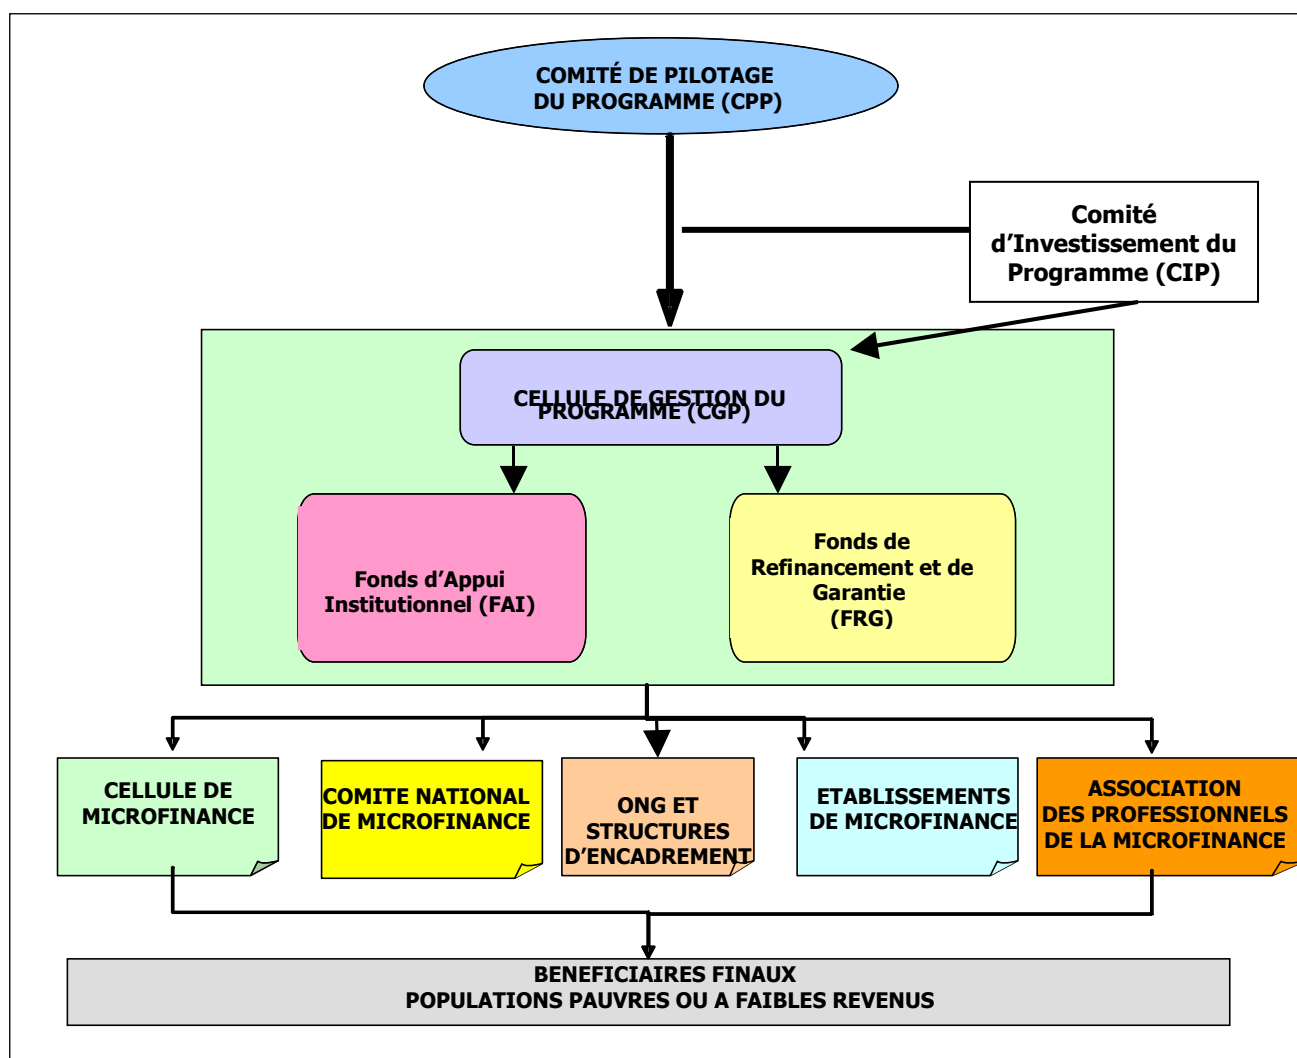 COMITÉ DE PILOTAGE
DU PROGRAMME (CPP)
Comité
d’Investissement du
Programme (CIP)
CELLULE DE GESTION DU
PROGRAMME (CGP)
Fonds d’Appui
Institutionnel (FAI)
Fonds de
Refinancement et de
Garantie
(FRG)
CELLULE DE
MICROFINANCE
COMITE NATIONAL
DE MICROFINANCE
ONG ET
STRUCTURES
D’ENCADREMENT
ETABLISSEMENTS
DE MICROFINANCE
ASSOCIATION
DES PROFESSIONNELS
DE LA MICROFINANCE
BENEFICIAIRES FINAUX
POPULATIONS PAUVRES OU A FAIBLES REVENUS